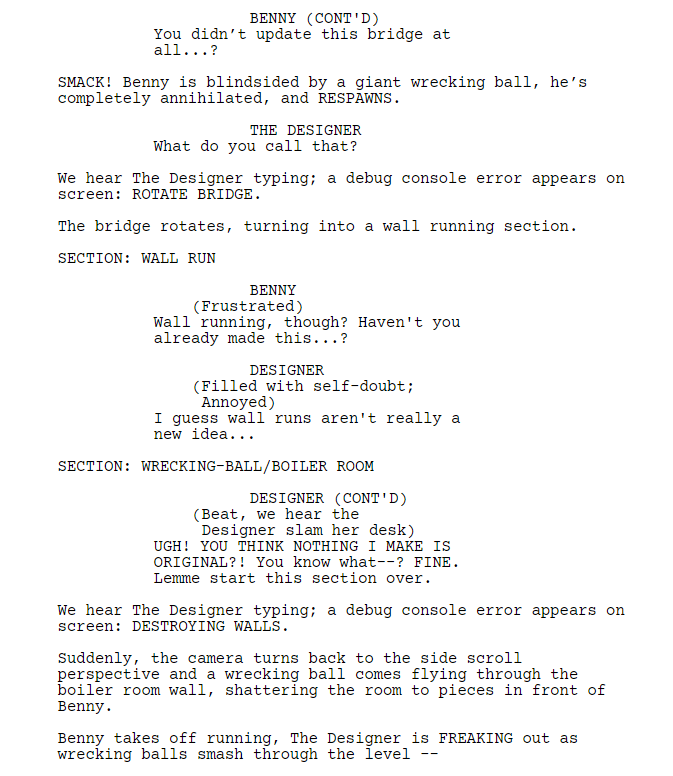 BENNY (CONT'D)
You didn’t update this bridge at
all...?
SMACK! Benny is blindsided by a giant wrecking ball, he’s
completely annihilated, and RESPAWNS.
THE DESIGNER
What do you call that?
We hear The Designer typing; a debug console error appears on
screen: ROTATE BRIDGE.
The bridge rotates, turning into a wall running section.
SECTION: WALL RUN
BENNY
(Frustrated)
Wall running, though? Haven't you
already made this...?
DESIGNER
(Filled with self-doubt;
Annoyed)
I guess wall runs aren't really a
new idea...
SECTION: WRECKING-BALL/BOILER ROOM
DESIGNER (CONT'D)
(Beat, we hear the
Designer slam her desk)
UGH! YOU THINK NOTHING I MAKE IS
ORIGINAL?! You know what--? FINE.
Lemme start this section over.
We hear The Designer typing; a debug console error appears on
screen: DESTROYING WALLS.
Suddenly, the camera turns back to the side scroll
perspective and a wrecking ball comes flying through the
boiler room wall, shattering the room to pieces in front of
Benny.
Benny takes off running, The Designer is FREAKING out as
wrecking balls smash through the level --